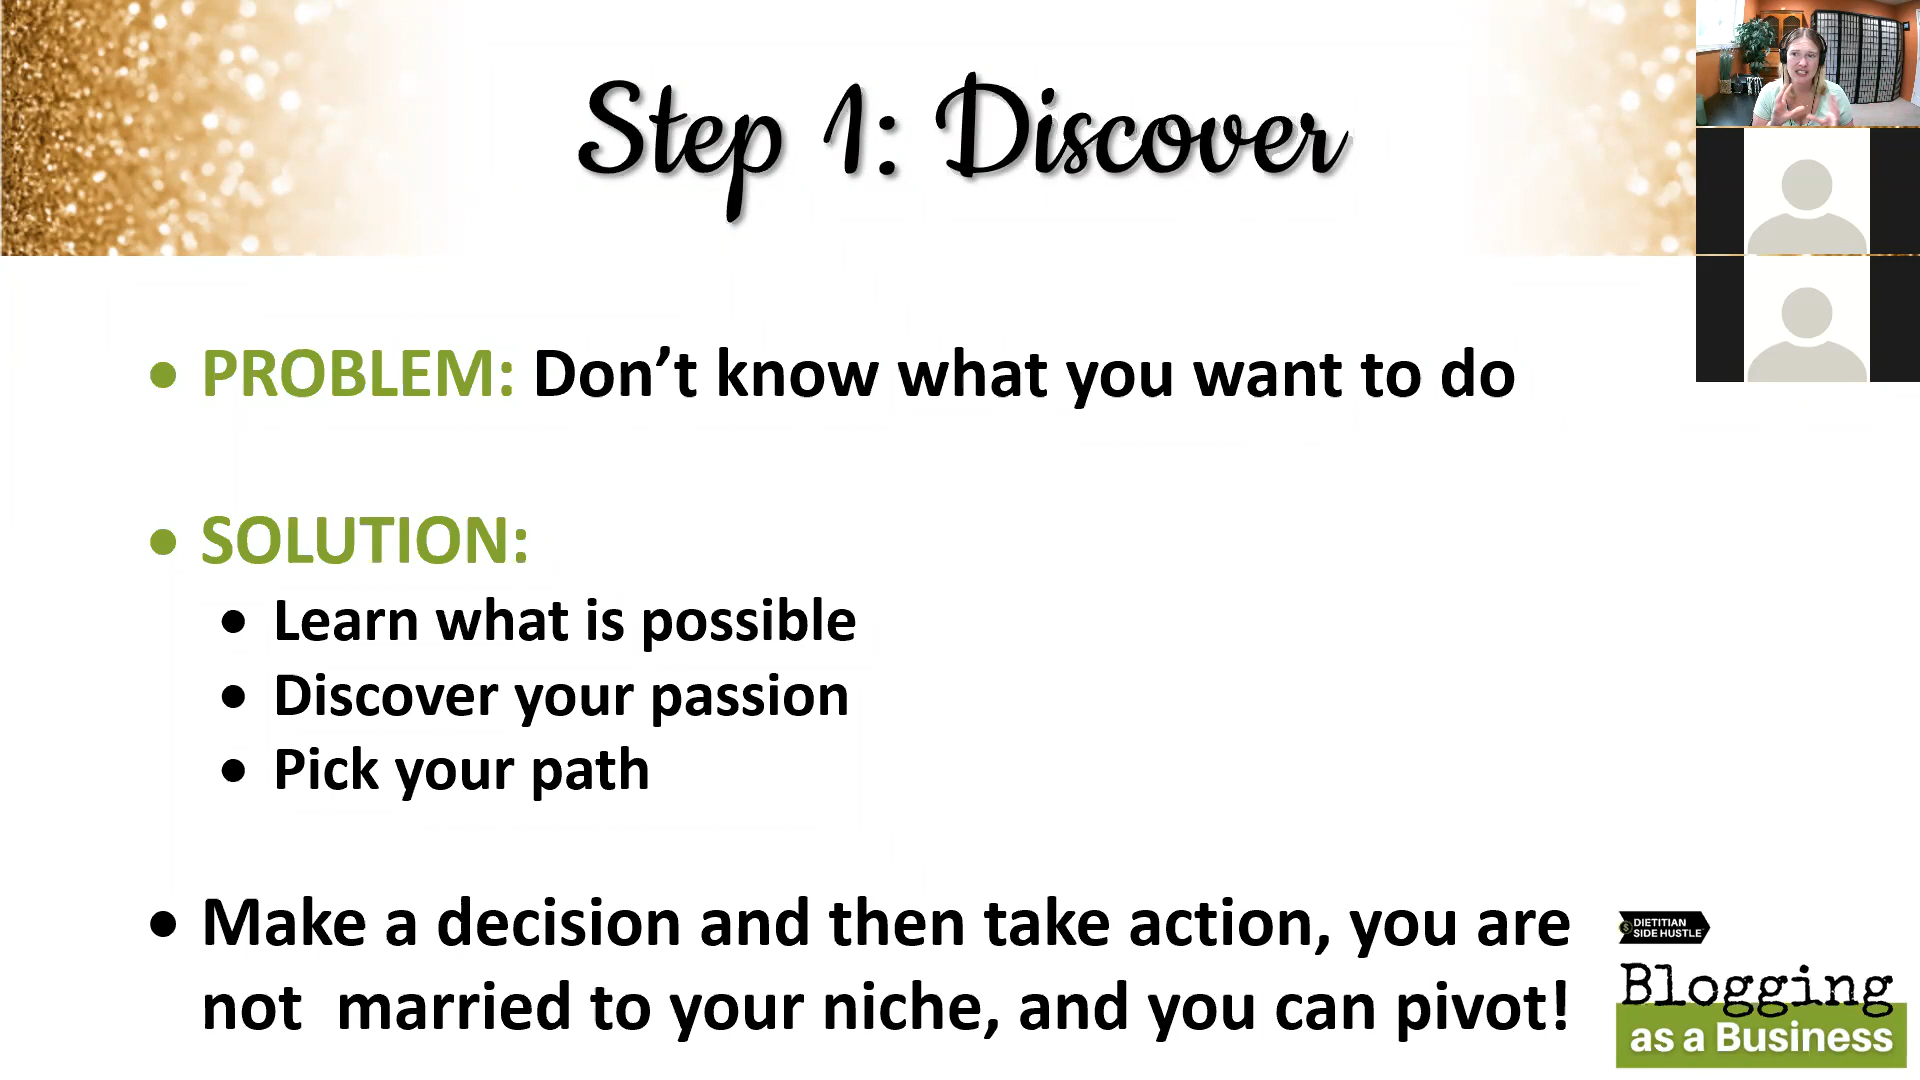 Step 1: Discover
• PROBLEM: Don’t know what you want to do
• SOLUTION:
• Learn what is possible
• Discover your passion
• Pick your path
• Make a decision and then take action, you are
not  married to your niche, and you can pivot!
DIETITIAN
SIDE HUSTLE
Blogging
as a Business